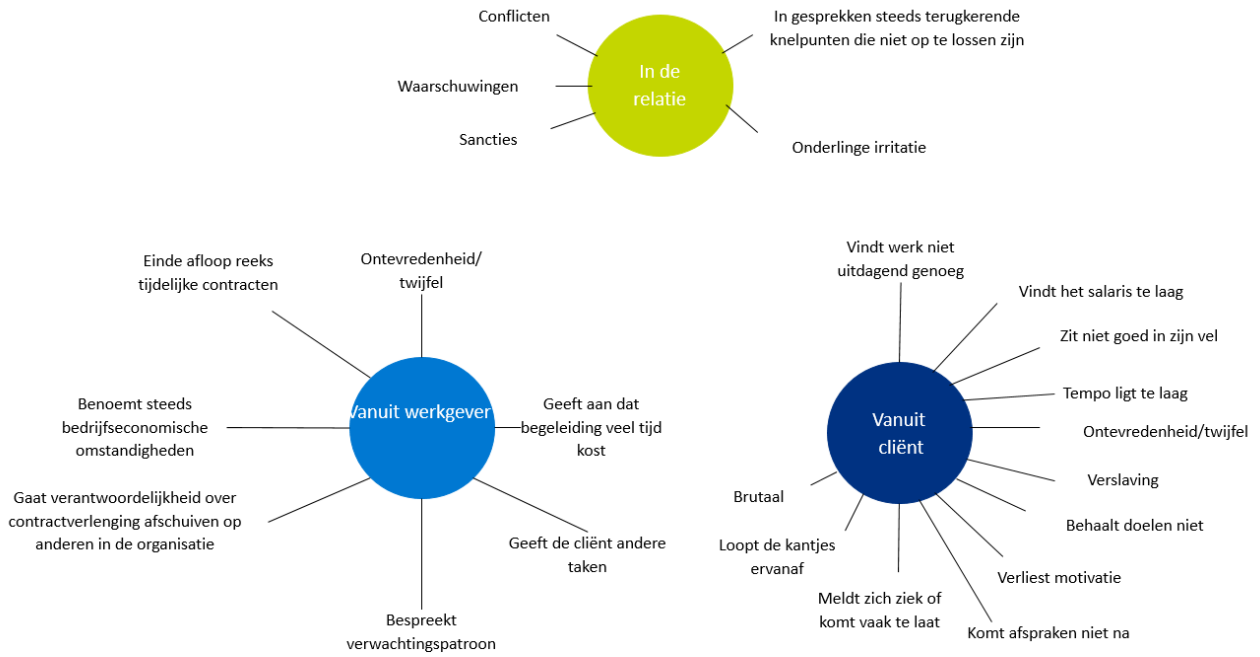 Conflicten
In gesprekken steeds terugkerende
knelpunten die niet op te lossen zijn
In de
relatie
Waarschuwingen
Sancties
Onderlinge irritatie
Einde afloop reeks
tijdelijke contracten
Ontevredenheid/
twijfel
Benoemt steeds
bedrijfseconomische
omstandigheden
Vanuit werkgever
Geeft aan dat
begeleiding veel tijd
kost
Gaat verantwoordelijkheid over
contractverlenging afschuiven op
anderen in de organisatie
Geeft de cliënt andere
taken
Bespreekt
verwachtingspatroon
Vindt werk niet
uitdagend genoeg
Vindt het salaris te laag
Zit niet goed in zijn vel
Tempo ligt te laag
Vanuit
cliënt
Ontevredenheid/twijfel
Verslaving
Brutaal
Behaalt doelen niet
Loopt de kantjes
ervanaf
Verliest motivatie
Meldt zich ziek of
komt vaak te laat
Komt afspraken niet na